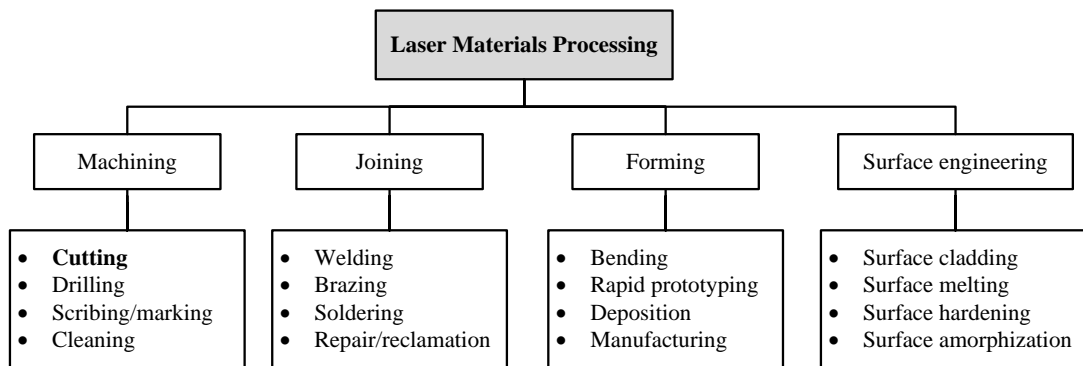 Laser Materials Processing
Machining
Joining
Forming
Surface engineering
• Cutting
• Drilling
• Scribing/marking
• Cleaning
• Welding
• Brazing
• Soldering
• Repair/reclamation
• Bending
• Rapid prototyping
• Deposition
• Manufacturing
• Surface cladding
• Surface melting
• Surface hardening
• Surface amorphization